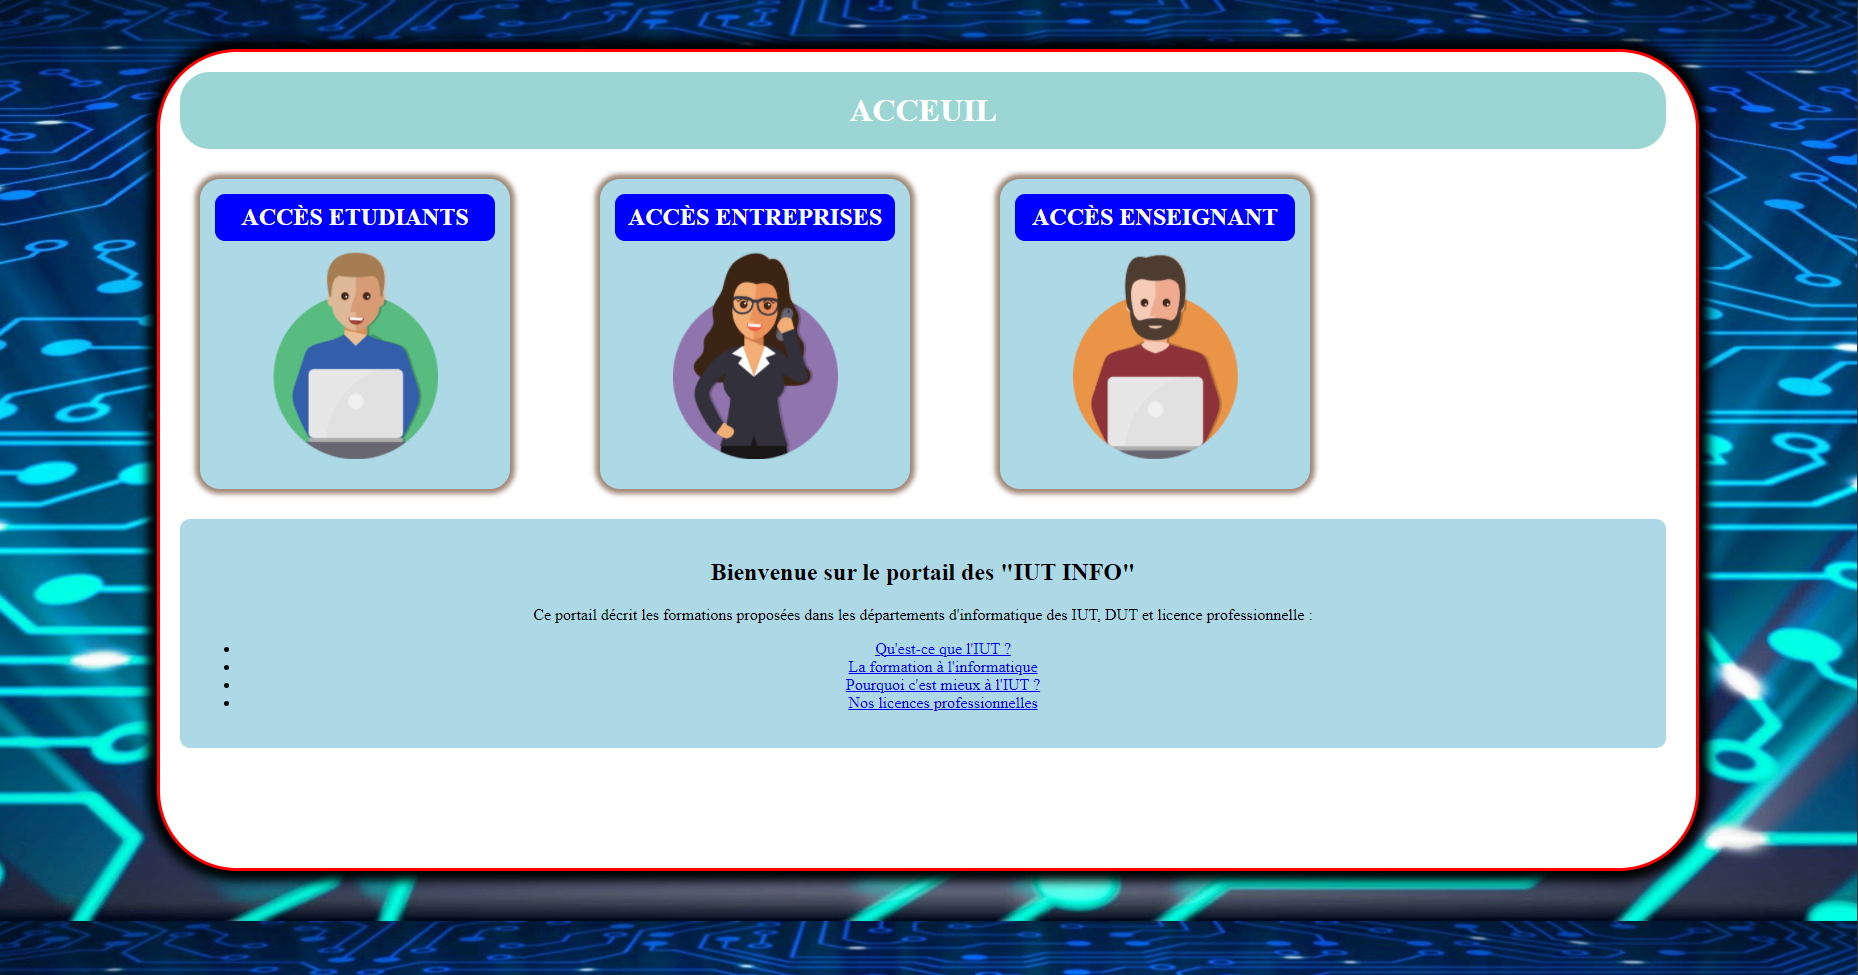 ACCEUIL
ACCÈS ETUDIANTS
ACCÈS ENTREPRISES
ACCÈS ENSEIGNANT
Bienvenue sur le portail des "IUT INFO"
Ce portail décrit les formations proposées dans les départements d'informatique des IUT, DUT et licence professionnelle :
Qu'est-ce que l'IUT ?
La formation à l'informatique
Pourquoi c'est mieux à l'IUT ?
Nos licences professionnelles